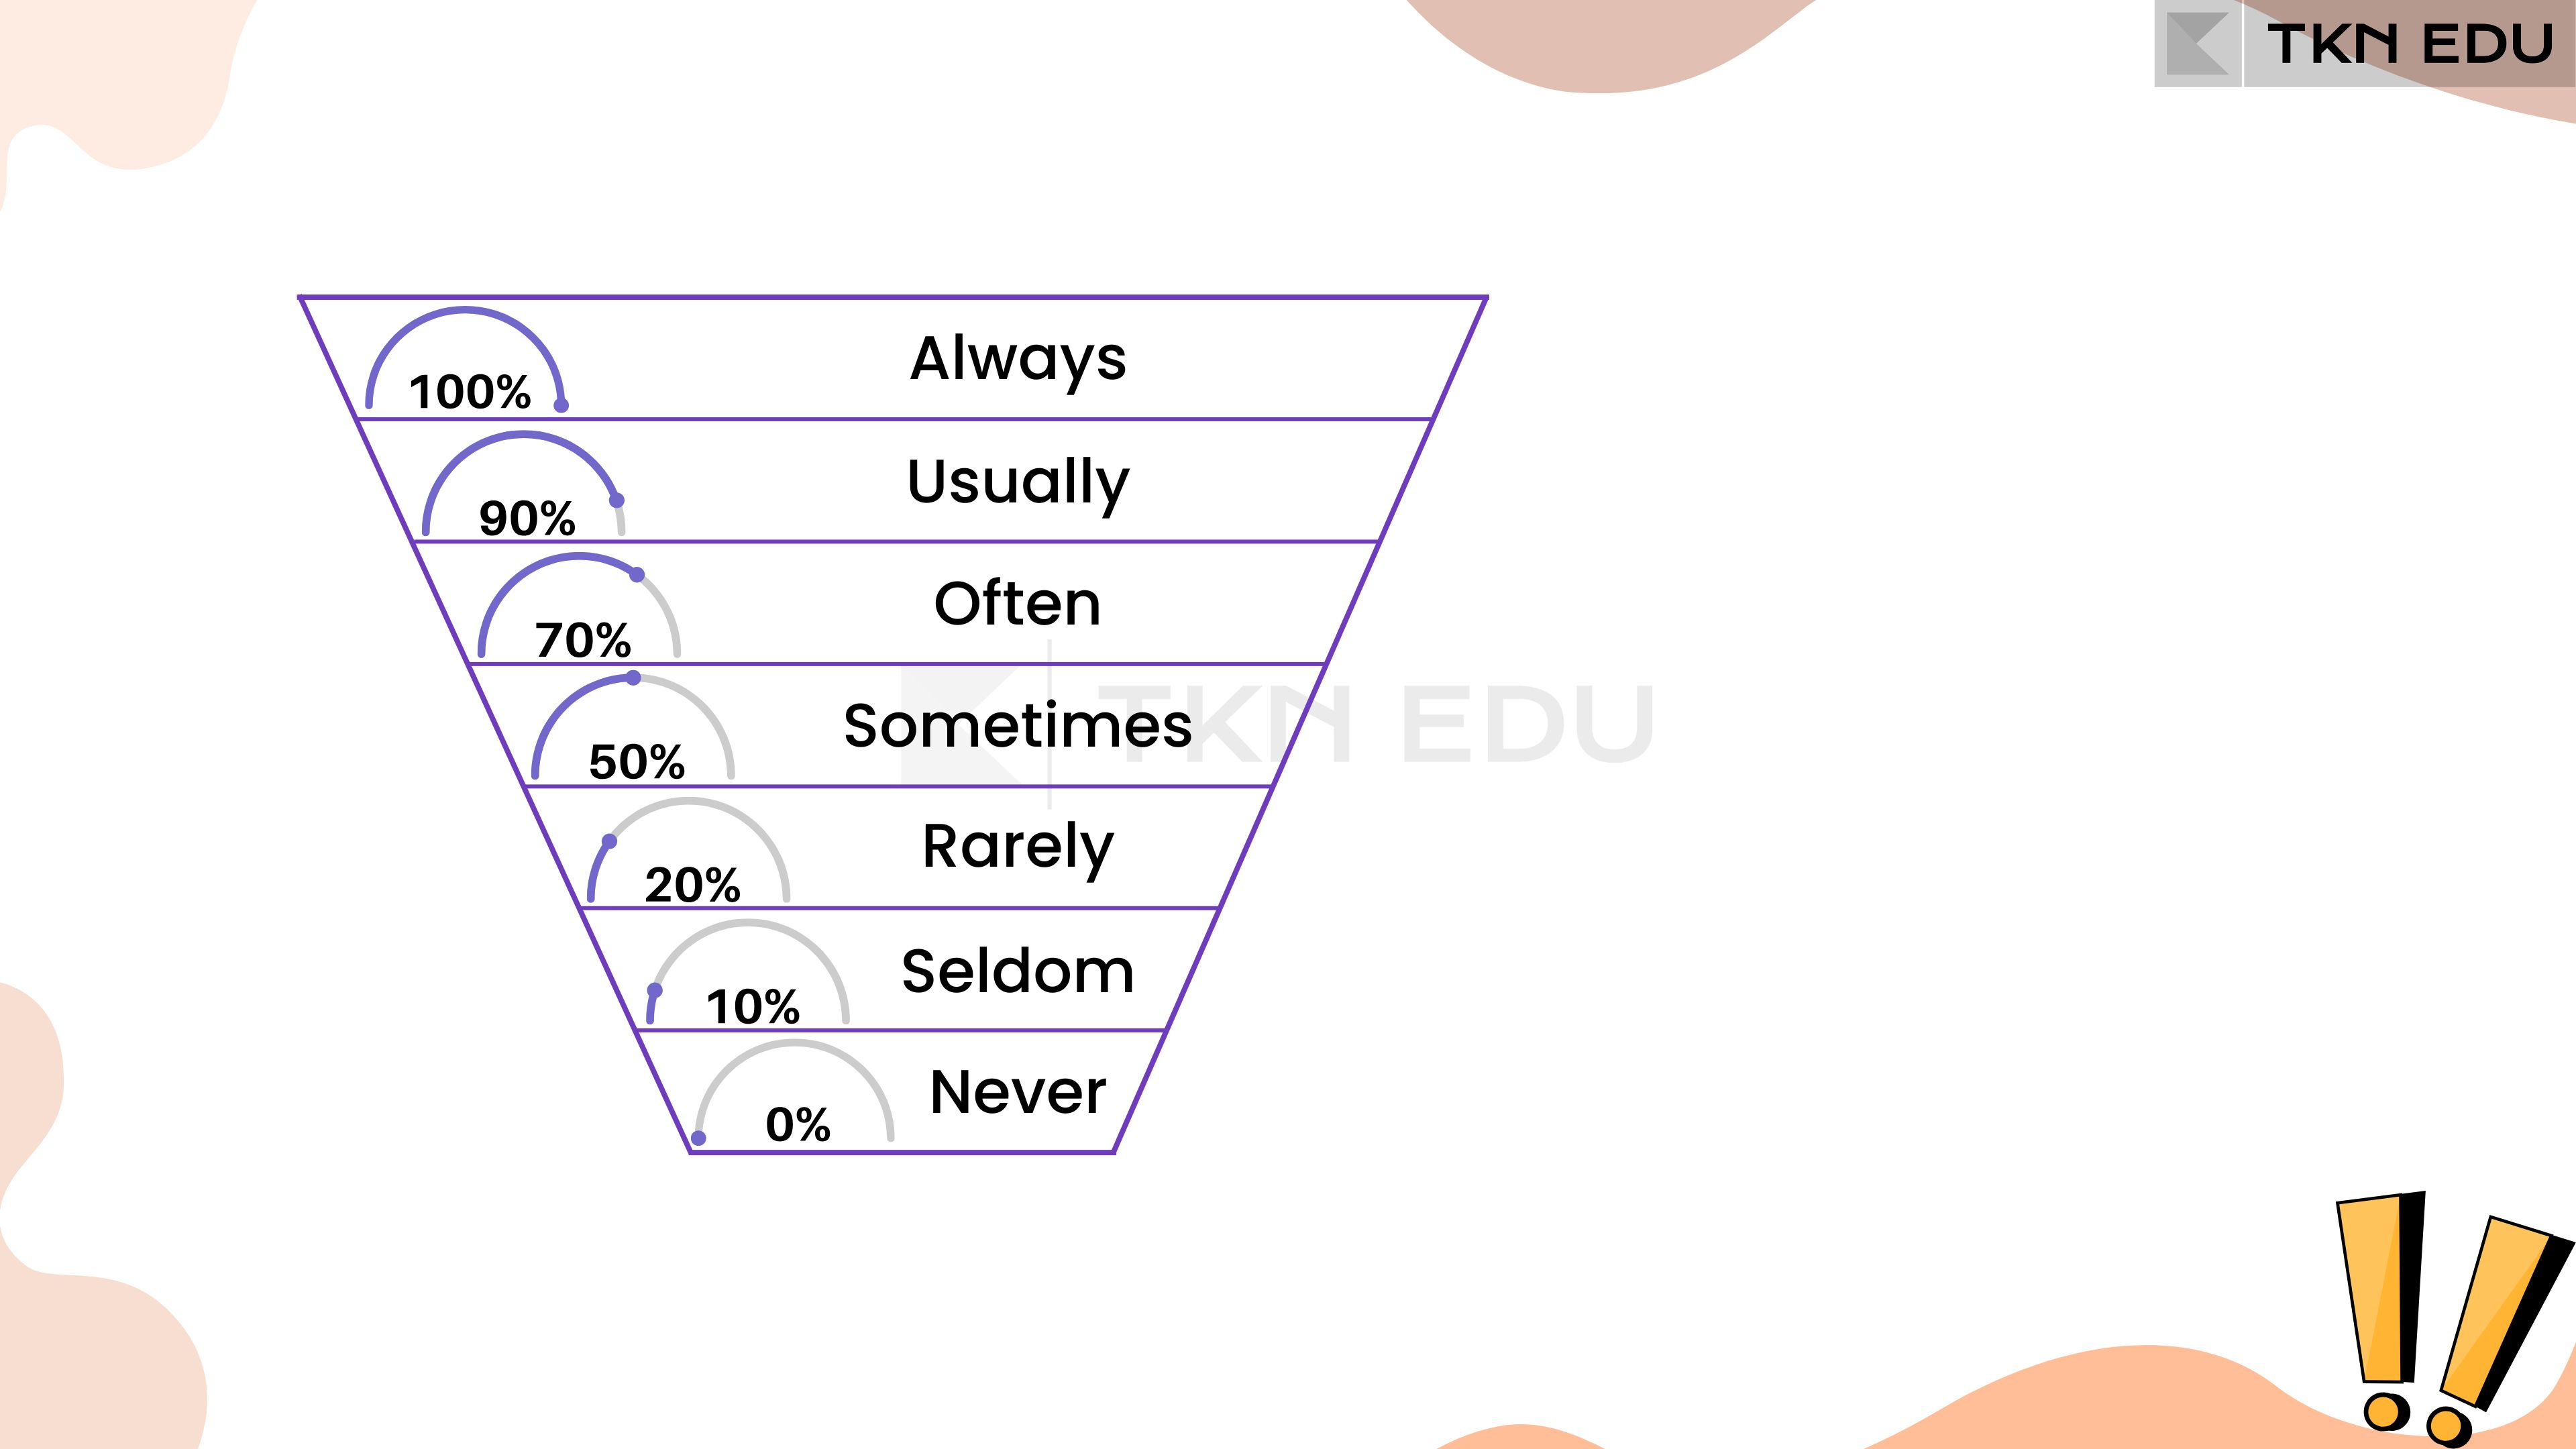 TKN EDU
100% Always
90% Usually
70% Often
50% Sometimes
TKN EDU
20% Rarely
10% Seldom
0% Never